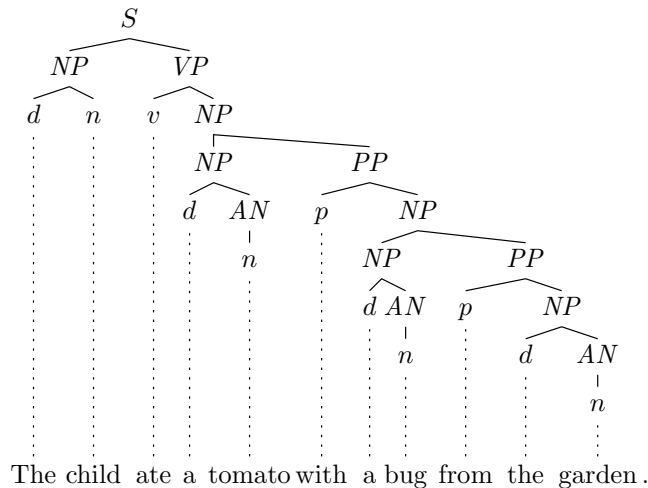 S
NP VP
d n v NP
NP PP
d AN p NP
n NP PP
d AN p NP
n d AN
n
The child ate a tomato with a bug from the garden .